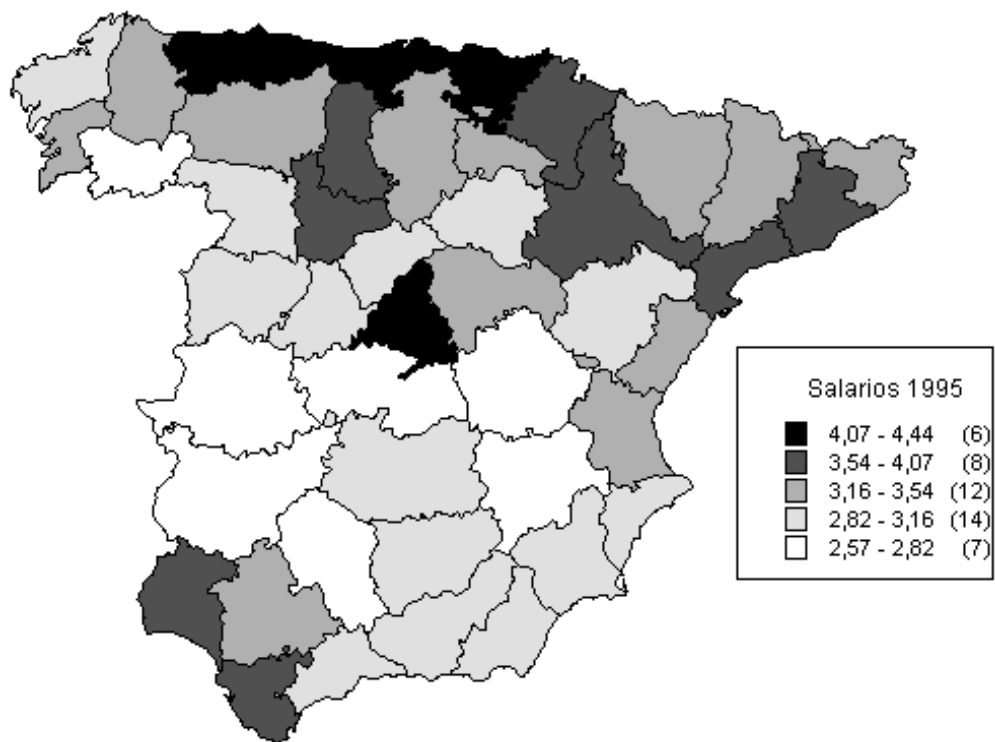 Salarios 1995
4,07 - 4,44 (6)
3,54 - 4,07 (8)
3,16 - 3,54 (12)
2,82 - 3,16 (14)
2,57 - 2,82 (7)